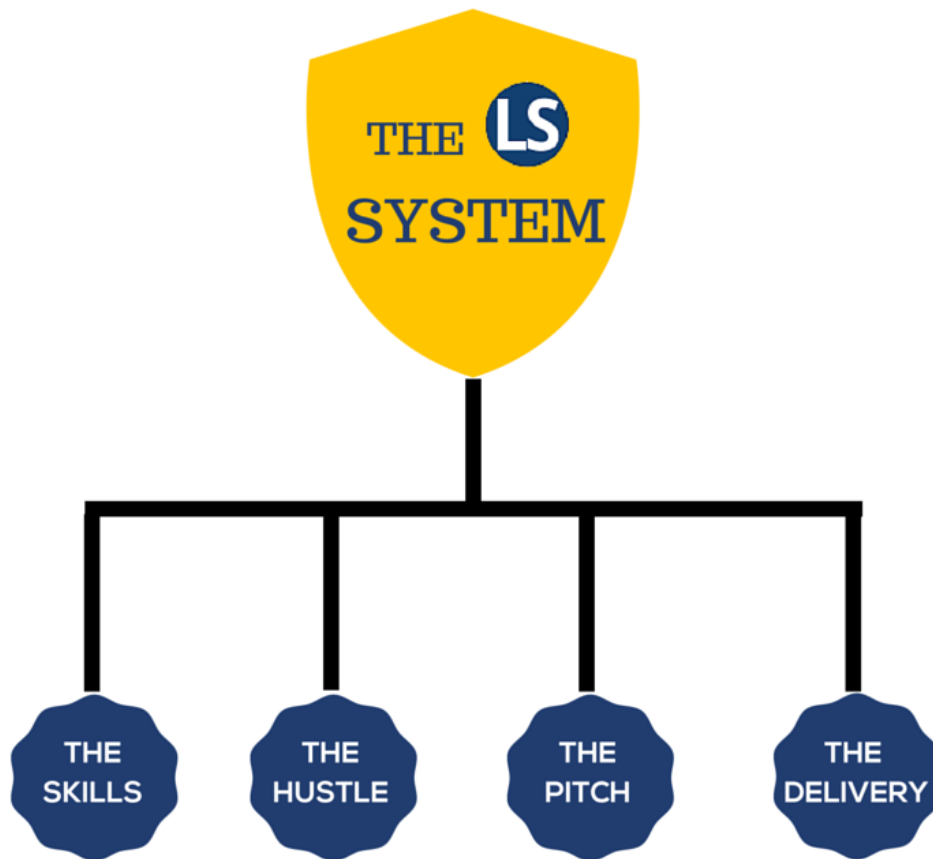 THE LS
SYSTEM
THE
SKILLS
THE
HUSTLE
THE
PITCH
THE
DELIVERY